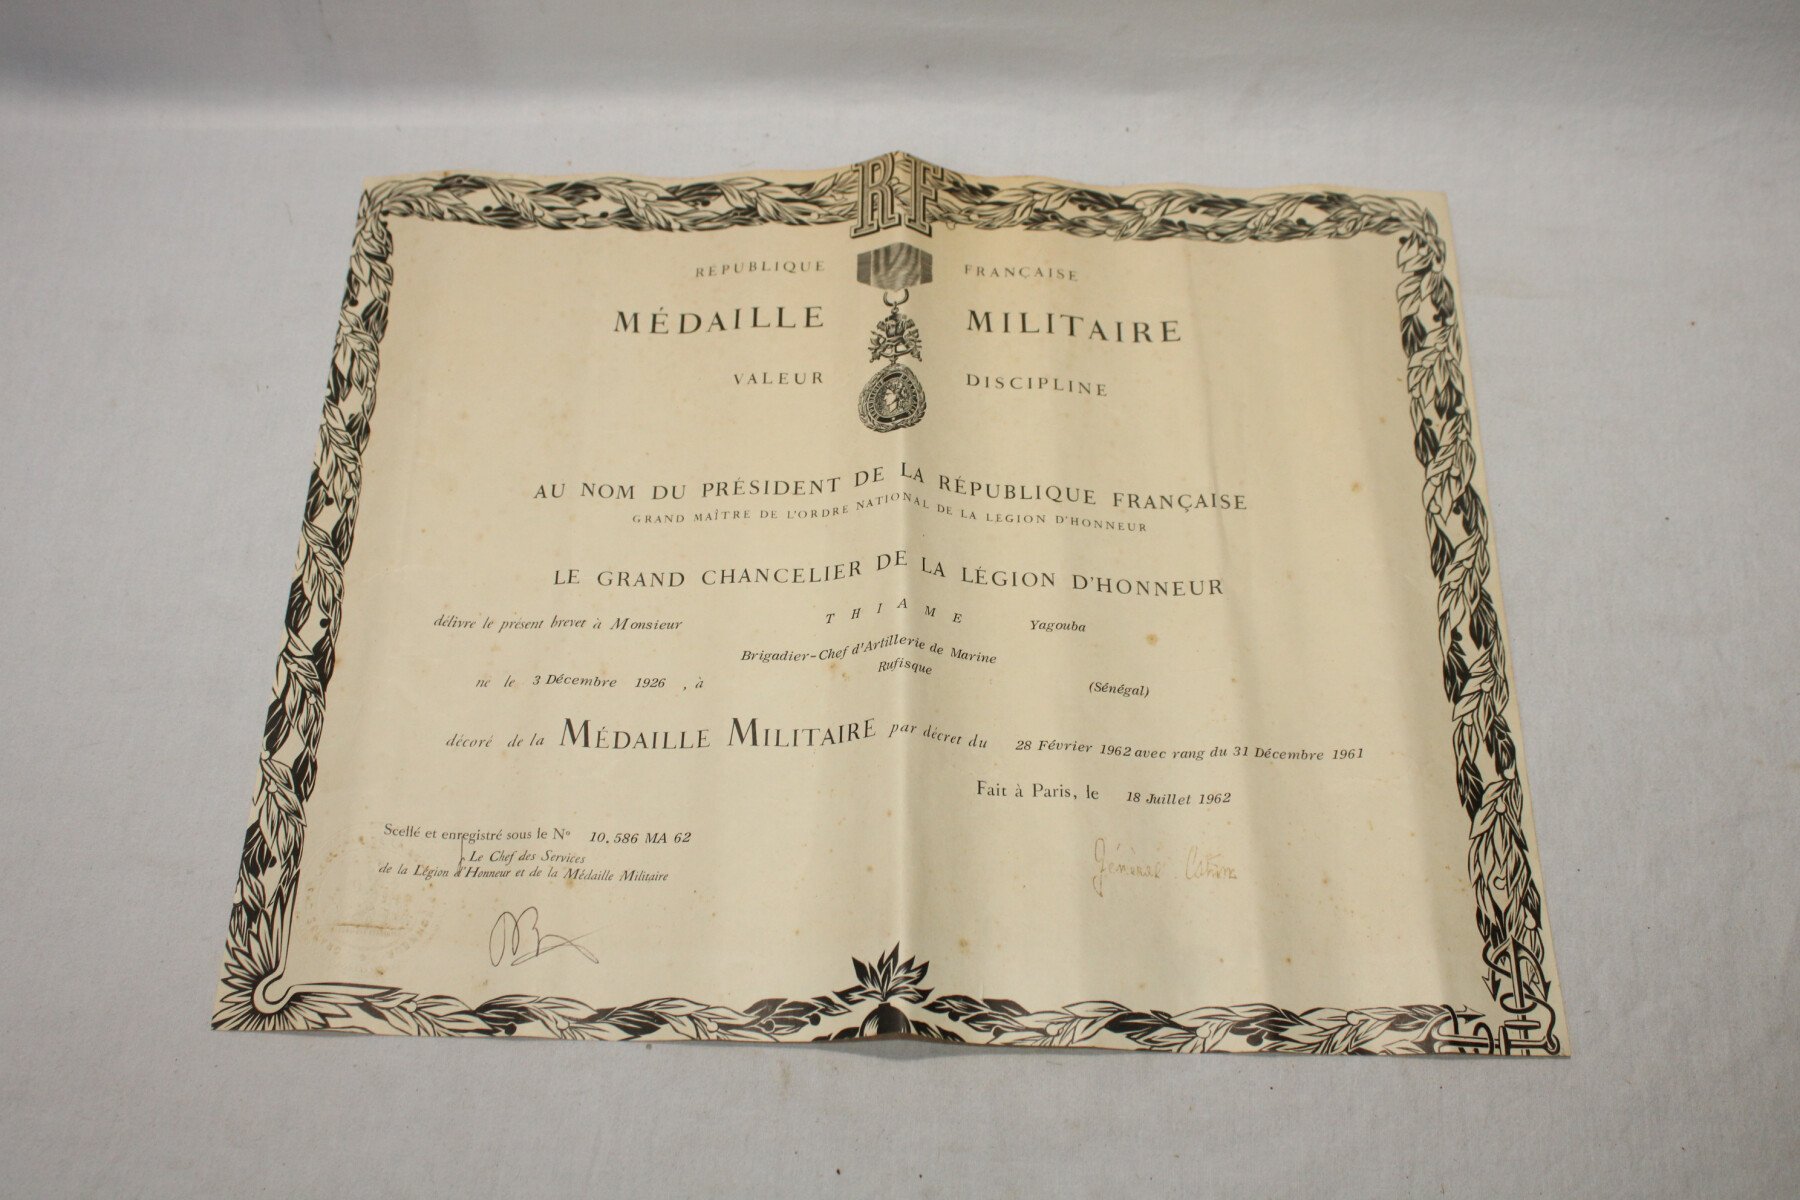 RF
RÉPUBLIQUE FRANÇAISE
MÉDAILLE MILITAIRE
VALEUR DISCIPLINE
AU NOM DU PRÉSIDENT DE LA RÉPUBLIQUE FRANÇAISE
GRAND MAÎTRE DE L'ORDRE NATIONAL DE LA LEGION D'HONNEUR
LE GRAND CHANCELIER DE LA LÉGION D'HONNEUR
délivre le présent brevet à Monsieur THIAME Yagouba
Brigadier-Chef d'Artillerie de Marine
né le 3 Décembre 1926 , à Rufisque (Sénégal)
décoré de la MÉDAILLE MILITAIRE par décret du 28 Février 1962 avec rang du 31 Décembre 1961
Fait à Paris, le 18 Juillet 1962
Scellé et enregistré sous le Nº 10.586 MA 62
Le Chef des Services
de la Légion d'Honneur et de la Médaille Militaire
Général